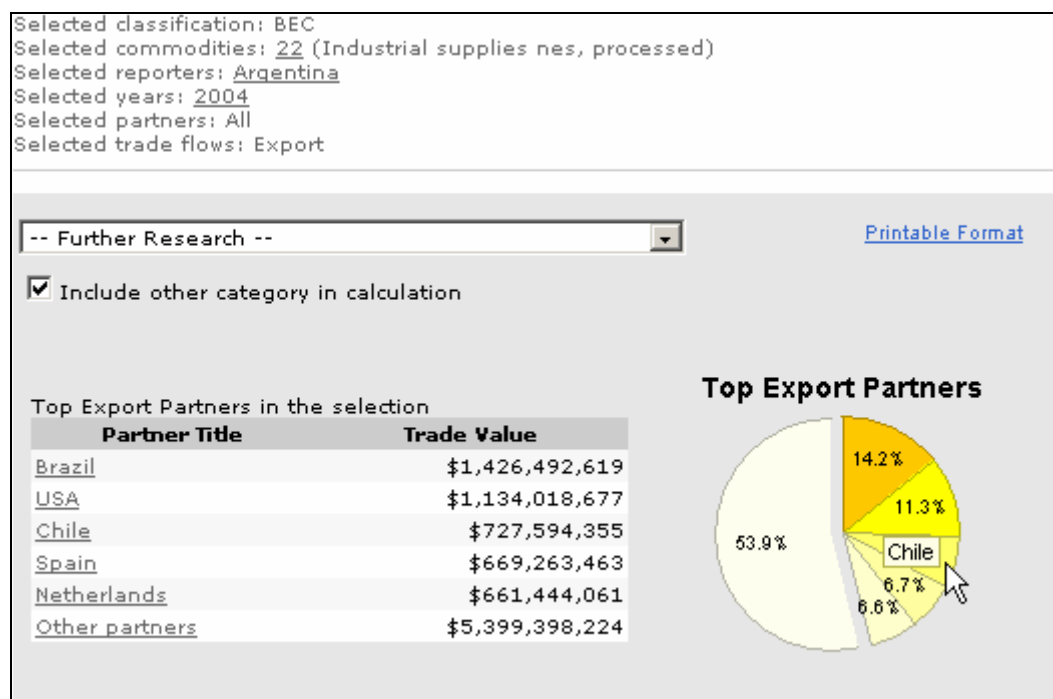 Selected classification: BEC
Selected commodities: 22 (Industrial supplies nes, processed)
Selected reporters: Argentina
Selected years: 2004
Selected partners: All
Selected trade flows: Export
-- Further Research --
Printable Format
Include other category in calculation
Top Export Partners in the selection
Partner Title Trade Value
Brazil $1,426,492,619
USA $1,134,018,677
Chile $727,594,355
Spain $669,263,463
Netherlands $661,444,061
Other partners $5,399,398,224
Top Export Partners
14.2%
11.3%
53.9%
Chile
6.7%
6.6%